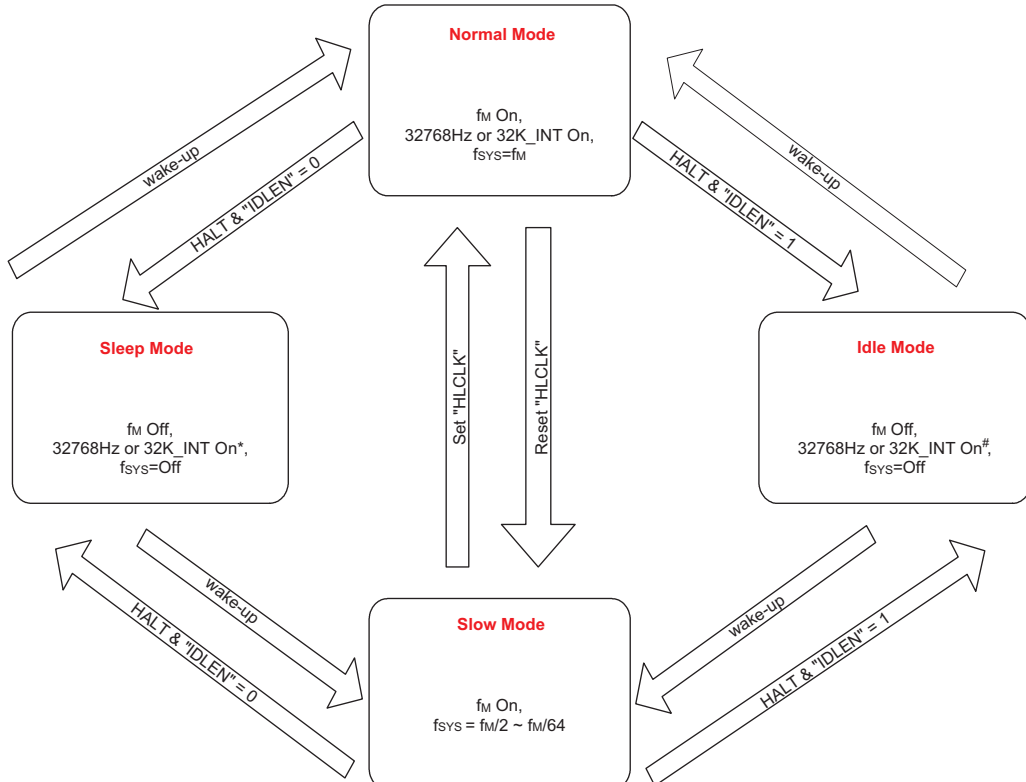 Normal Mode
fM On,
32768Hz or 32K_INT On,
fSYS=fM
wake-up
HALT & "IDLEN" = 0
HALT & "IDLEN" = 1
wake-up
Sleep Mode
fM Off,
32768Hz or 32K_INT On*,
fSYS=Off
Set "HLCLK"
Reset "HLCLK"
Idle Mode
fM Off,
32768Hz or 32K_INT On#,
fSYS=Off
wake-up
HALT & "IDLEN" = 0
Slow Mode
fM On,
fSYS = fM/2 ~ fM/64
wake-up
HALT & "IDLEN" = 1